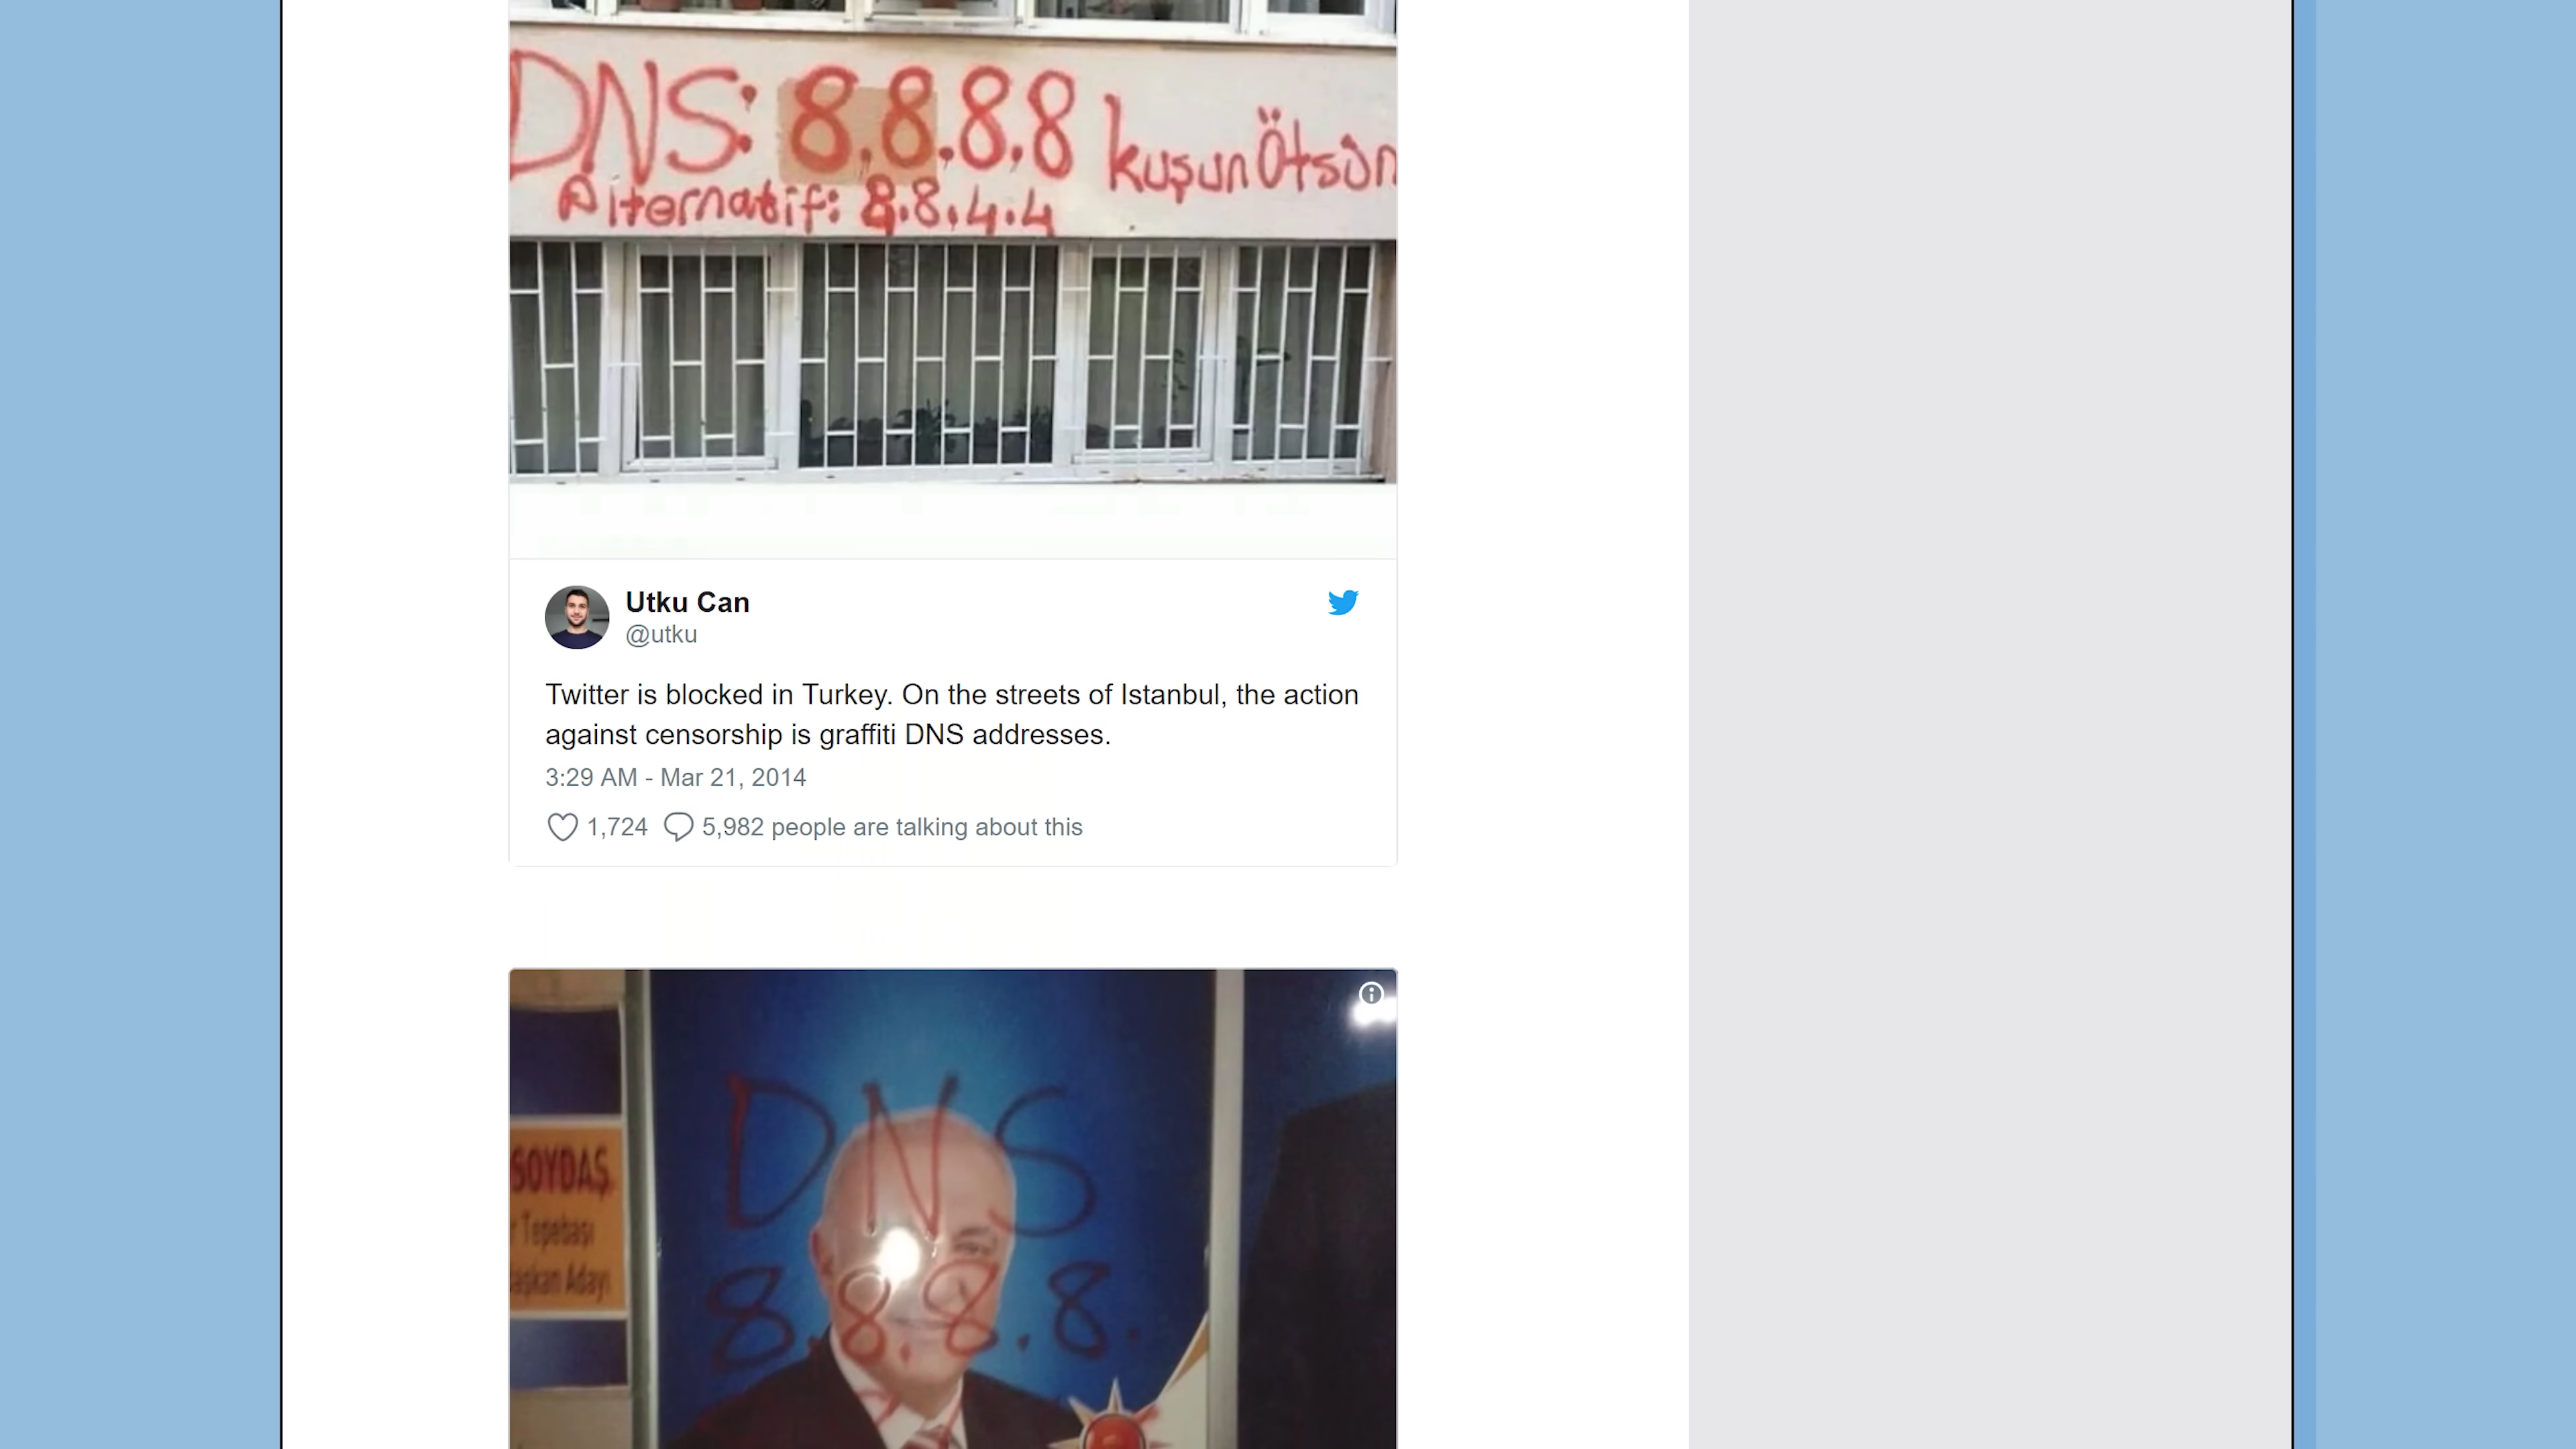 DNS: 8.8.8.8 kuşun Ötsün
Alternatif: 8.8.4.4
Utku Can
@utku
Twitter is blocked in Turkey. On the streets of Istanbul, the action
against censorship is graffiti DNS addresses.
3:29 AM - Mar 21, 2014
1,724 5,982 people are talking about this
DNS
SOYDAŞ
Tepebaşı
aşkan Adayı
8.8.8.8.